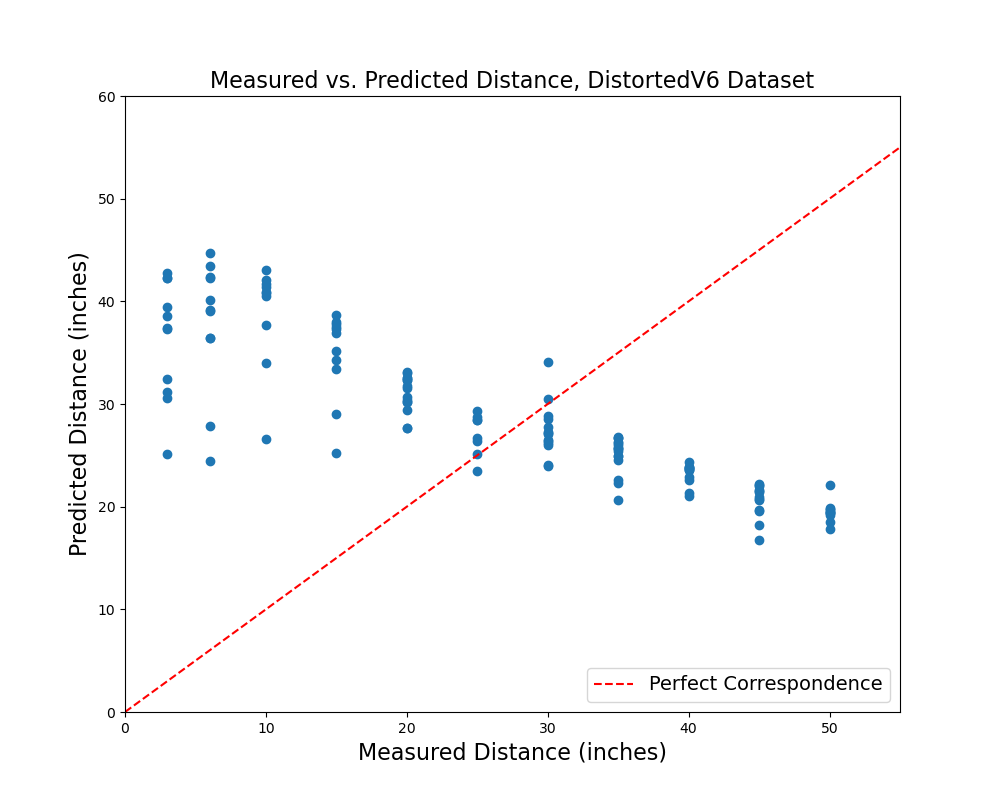 Measured vs. Predicted Distance, DistortedV6 Dataset
60
50
40
30
20
10
0
Predicted Distance (inches)
Perfect Correspondence
0 10 20 30 40 50
Measured Distance (inches)